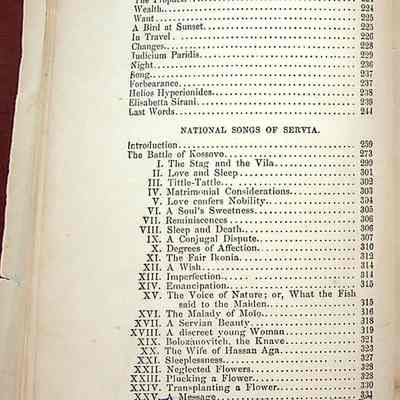 Wealth........ 224
Want........ 225
A Bird at Sunset........ 225
In Travel........ 226
Changes........ 228
Judicium Paridis........ 229
Night........ 236
Song........ 237
Forbearance........ 237
Helios Hyperionides........ 238
Elisabetta Sirani........ 239
Last Words........ 244
NATIONAL SONGS OF SERVIA.
Introduction........ 259
The Battle of Kossovo........ 273
I. The Stag and the Vila........ 299
II. Love and Sleep........ 301
III. Tittle-Tattle........ 302
IV. Matrimonial Considerations........ 303
V. Love confers Nobility........ 304
VI. A Soul's Sweetness........ 305
VII. Reminiscences........ 306
VIII. Sleep and Death........ 306
IX. A Conjugal Dispute........ 307
X. Degrees of Affection........ 310
XI. The Fair Ikonia........ 312
XII. A Wish........ 314
XIII. Imperfection........ 314
XIV. Emancipation........ 315
XV. The Voice of Nature; or, What the Fish
said to the Maiden........ 315
XVI. The Malady of Moïo........ 316
XVII. A Servian Beauty........ 318
XVIII. A discreet young Woman........ 319
XIX. Bolozanovitch, the Knave........ 321
XX. The Wife of Hassan Aga........ 321
XXI. Sleeplessness........ 327
XXII. Neglected Flowers........ 328
XXIII. Plucking a Flower........ 328
XXIV. Transplanting a Flower........ 330
XXV. A Message........ 331